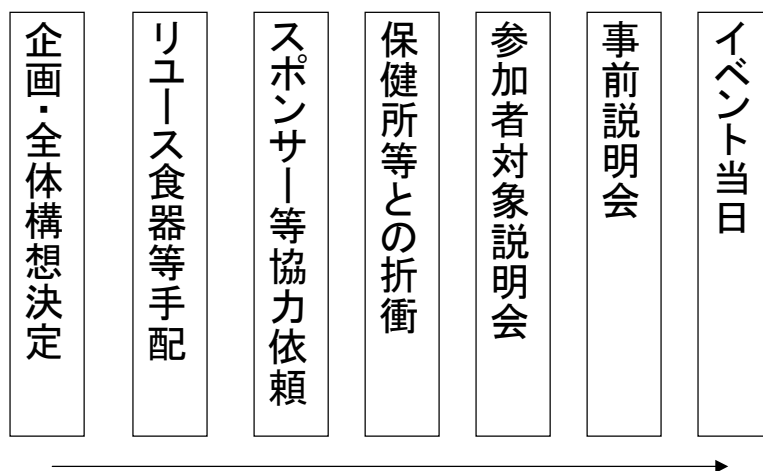 企画・全体構想決定
リユース食器等手配
スポンサー等協力依頼
保健所等との折衝
参加者対象説明会
事前説明会
イベント当日